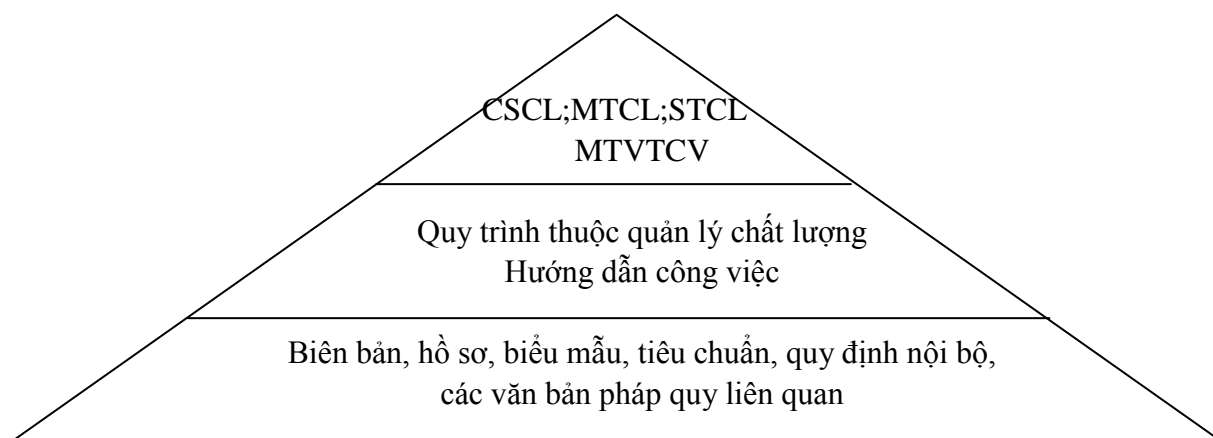 CSCL;MTCL;STCL
MTVTCV
Quy trình thuộc quản lý chất lượng
Hướng dẫn công việc
Biên bản, hồ sơ, biểu mẫu, tiêu chuẩn, quy định nội bộ,
các văn bản pháp quy liên quan